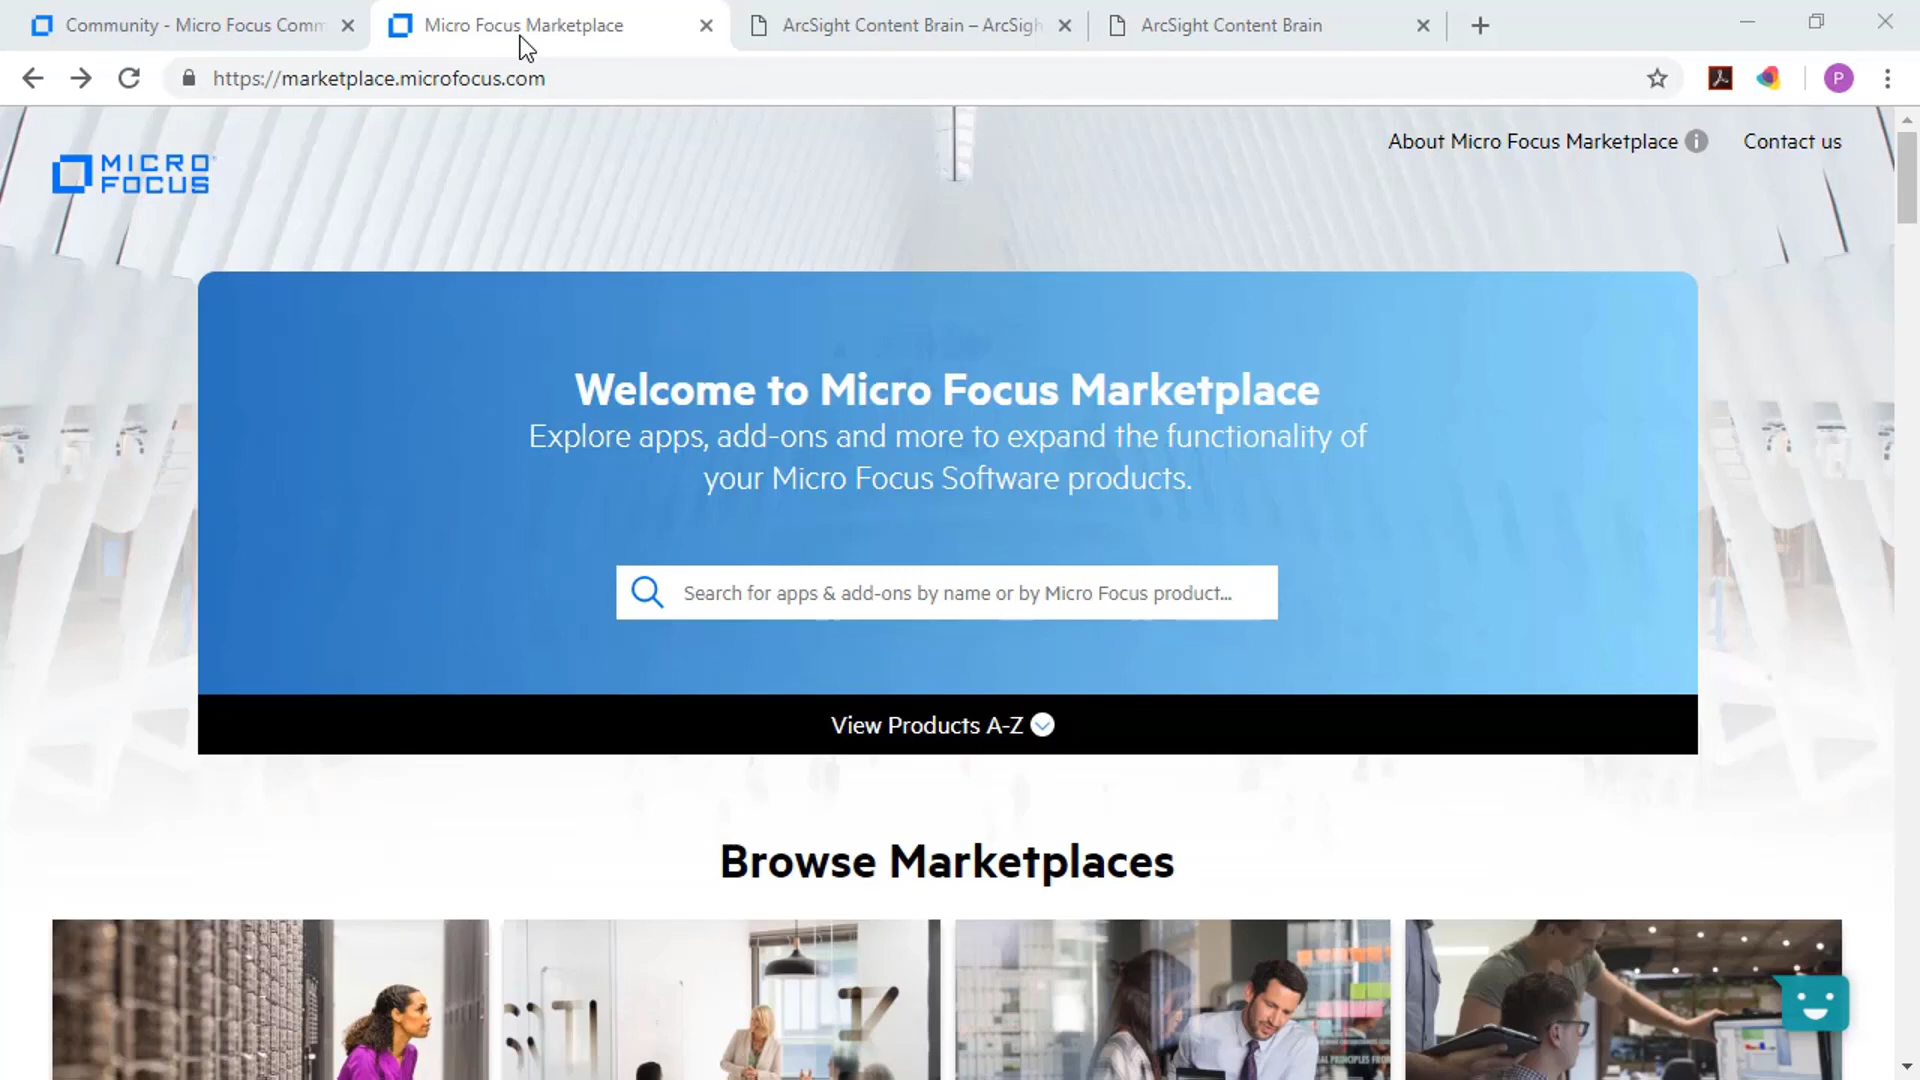 Community - Micro Focus Comm
Micro Focus Marketplace
ArcSight Content Brain – ArcSigh
ArcSight Content Brain
https://marketplace.microfocus.com
P
About Micro Focus Marketplace i
Contact us
MICRO
FOCUS
Welcome to Micro Focus Marketplace
Explore apps, add-ons and more to expand the functionality of
your Micro Focus Software products.
Search for apps & add-ons by name or by Micro Focus product...
View Products A-Z
Browse Marketplaces